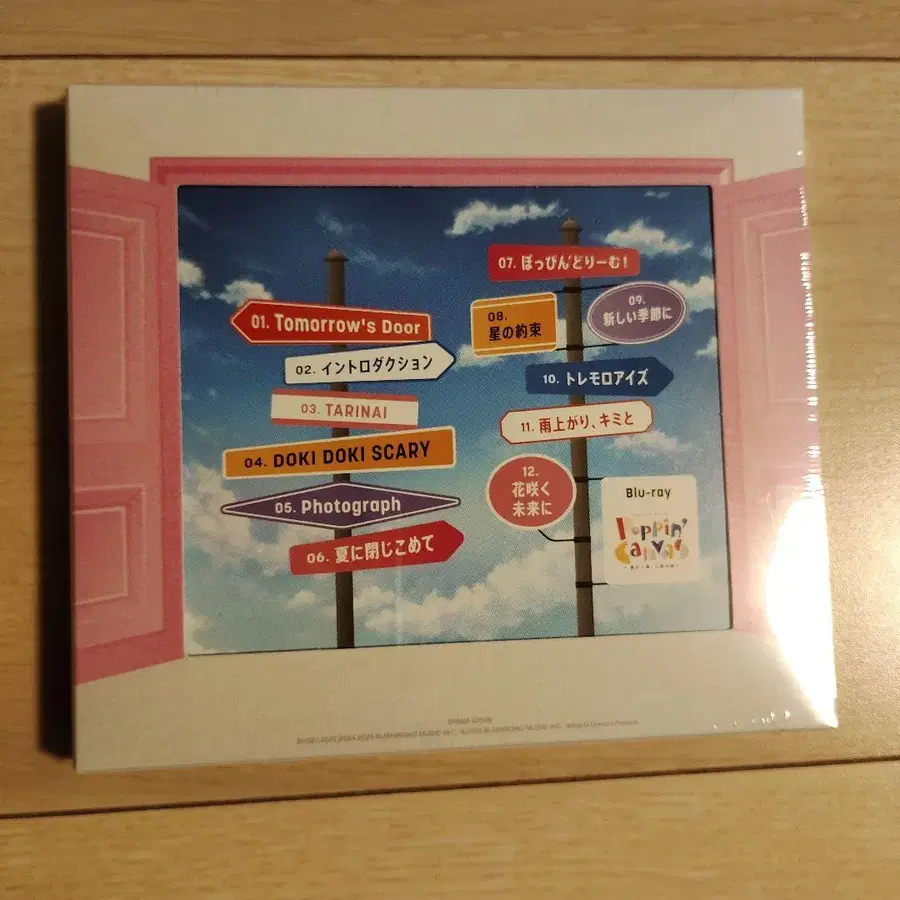 01. Tomorrow's Door
02. イントロダクション
03. TARINAI
04. DOKI DOKI SCARY
05. Photograph
06. 夏に閉じこめて
07. ぽっぴん'どりーむ!
08.
星の約束
09.
新しい季節に
10. トレモロアイズ
11. 雨上がり、キミと
12.
花咲く
未来に
Blu-ray
Poppin'
Canvas